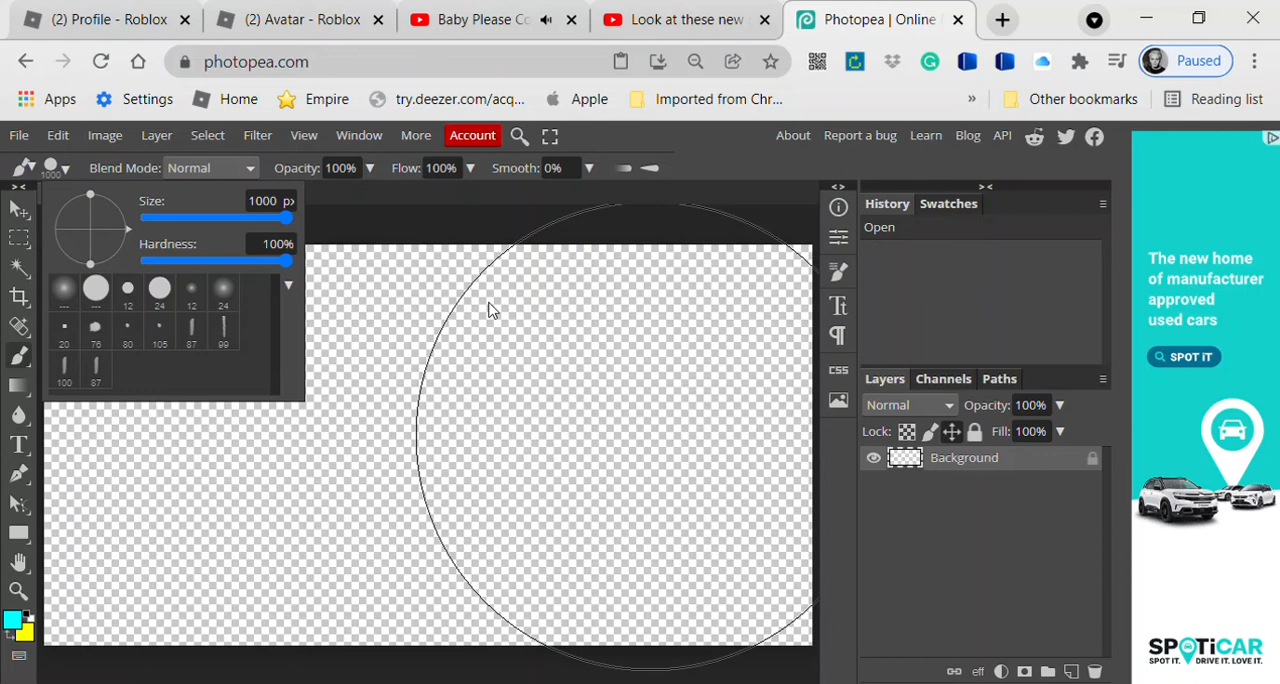 (2) Profile - Roblox
(2) Avatar - Roblox
Baby Please Co
Look at these new
Photopea | Online
photopea.com
Paused
Apps
Settings
Home
Empire
try.deezer.com/acq...
Apple
Imported from Chr...
»
Other bookmarks
Reading list
File Edit Image Layer Select Filter View Window More Account
About Report a bug Learn Blog API
1000
Blend Mode: Normal Opacity: 100% Flow: 100% Smooth: 0%
Size: 1000 px
Hardness: 100%
--- --- 12 24 12 24
20 76 80 105 87 99
100 87
History Swatches
Open
CSS
Layers Channels Paths
Normal Opacity: 100%
Lock: Fill: 100%
Background
eff
The new home
of manufacturer
approved
used cars
SPOT iT
SPOTiCAR
SPOT IT. DRIVE IT. LOVE IT.